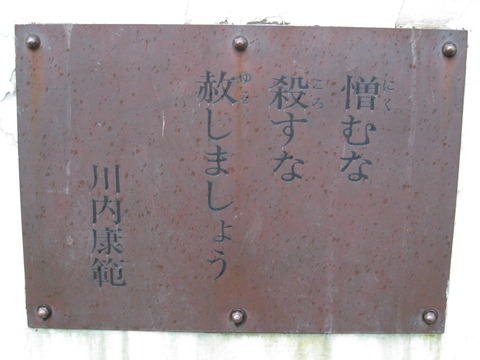 憎むな
殺すな
赦しましょう
川内康範